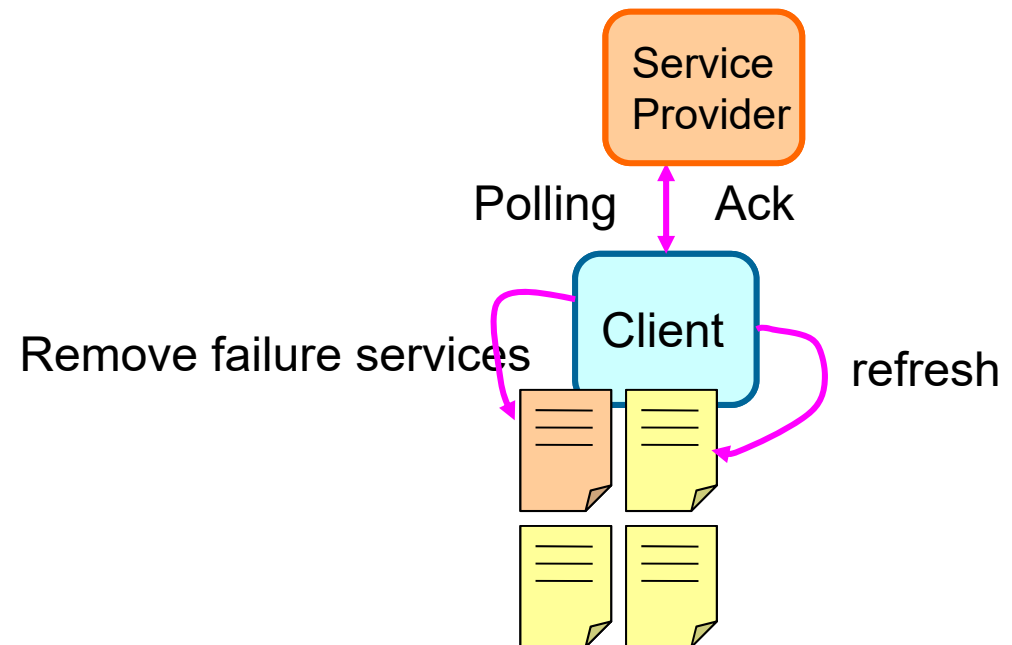 Service
Provider
Polling
Ack
Client
Remove failure services
refresh